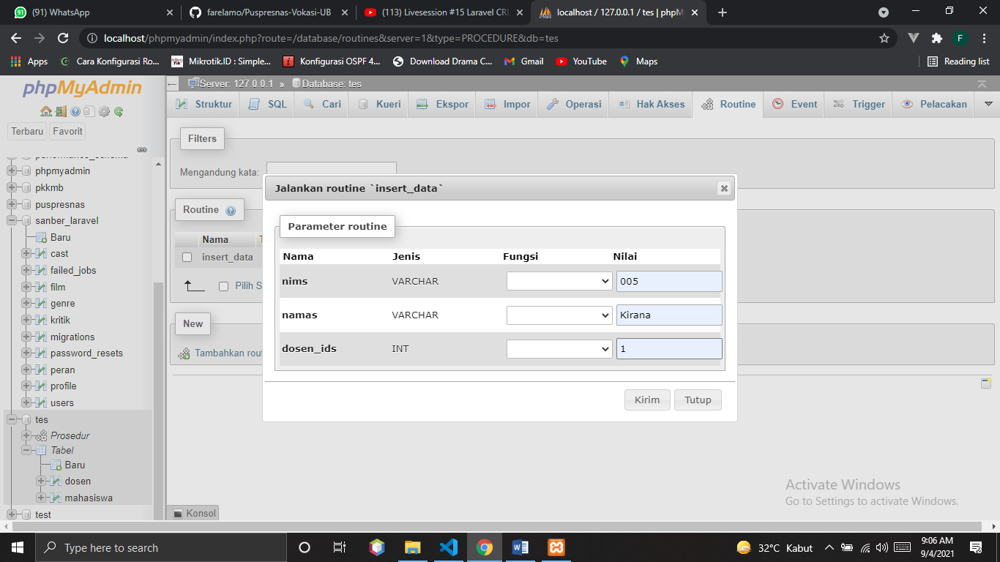 (91) WhatsApp
farelamo/Puspresnas-Vokasi-UB
(113) Livesession #15 Laravel CRU
localhost / 127.0.0.1 / tes | phpM
localhost/phpmyadmin/index.php?route=/database/routines&server=1&type=PROCEDURE&db=tes
F
Apps
Cara Konfigurasi Ro...
Mikrotik.ID : Simple...
Konfigurasi OSPF 4...
Download Drama C...
Gmail
YouTube
Maps
Reading list
phpMyAdmin
Terbaru
Favorit
performance_schema
phpmyadmin
pkkmb
puspresnas
sanber_laravel
Baru
cast
failed_jobs
film
genre
kritik
migrations
password_resets
peran
profile
users
tes
Prosedur
Tabel
Baru
dosen
mahasiswa
test
Server: 127.0.0.1 » Database: tes
Struktur
SQL
Cari
Kueri
Ekspor
Impor
Operasi
Hak Akses
Routine
Event
Trigger
Pelacakan
Filters
Mengandung kata:
Routine
Nama
insert_data
Pilih S
New
Tambahkan rout
Jalankan routine `insert_data`
Parameter routine
Nama Jenis Fungsi Nilai
nims VARCHAR 005
namas VARCHAR Kirana
dosen_ids INT 1
Kirim
Tutup
Konsol
Activate Windows
Go to Settings to activate Windows.
Type here to search
32°C Kabut
9:06 AM
9/4/2021